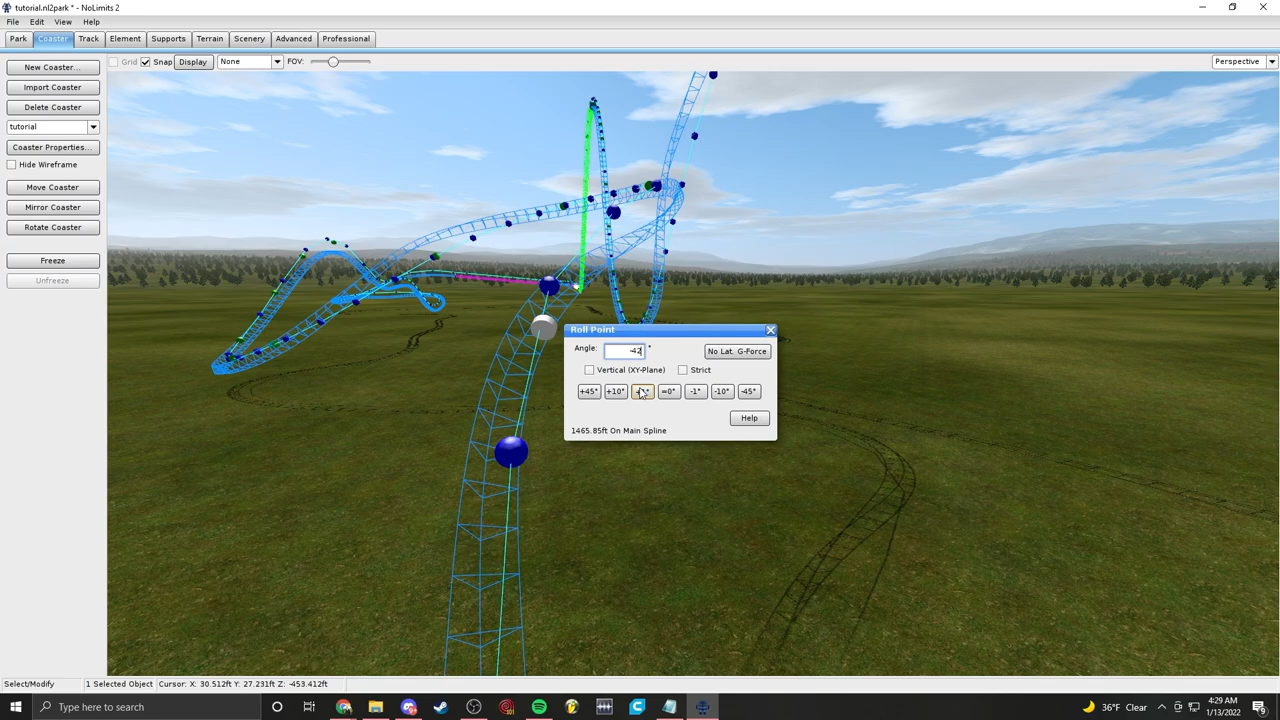 tutorial.nl2park * - NoLimits 2
File Edit View Help
Park Coaster Track Element Supports Terrain Scenery Advanced Professional
New Coaster... Grid Snap Display None FOV: Perspective
Import Coaster
Delete Coaster
tutorial
Coaster Properties...
Hide Wireframe
Move Coaster
Mirror Coaster
Rotate Coaster
Freeze
Unfreeze
Roll Point
Angle: -42 ° No Lat. G-Force
Vertical (XY-Plane) Strict
+45° +10° =0° -1° -10° -45°
Help
1465.85ft On Main Spline
Select/Modify 1 Selected Object Cursor: X: 30.512ft Y: 27.231ft Z: -453.412ft
Type here to search 36°F Clear 4:29 AM
1/13/2022